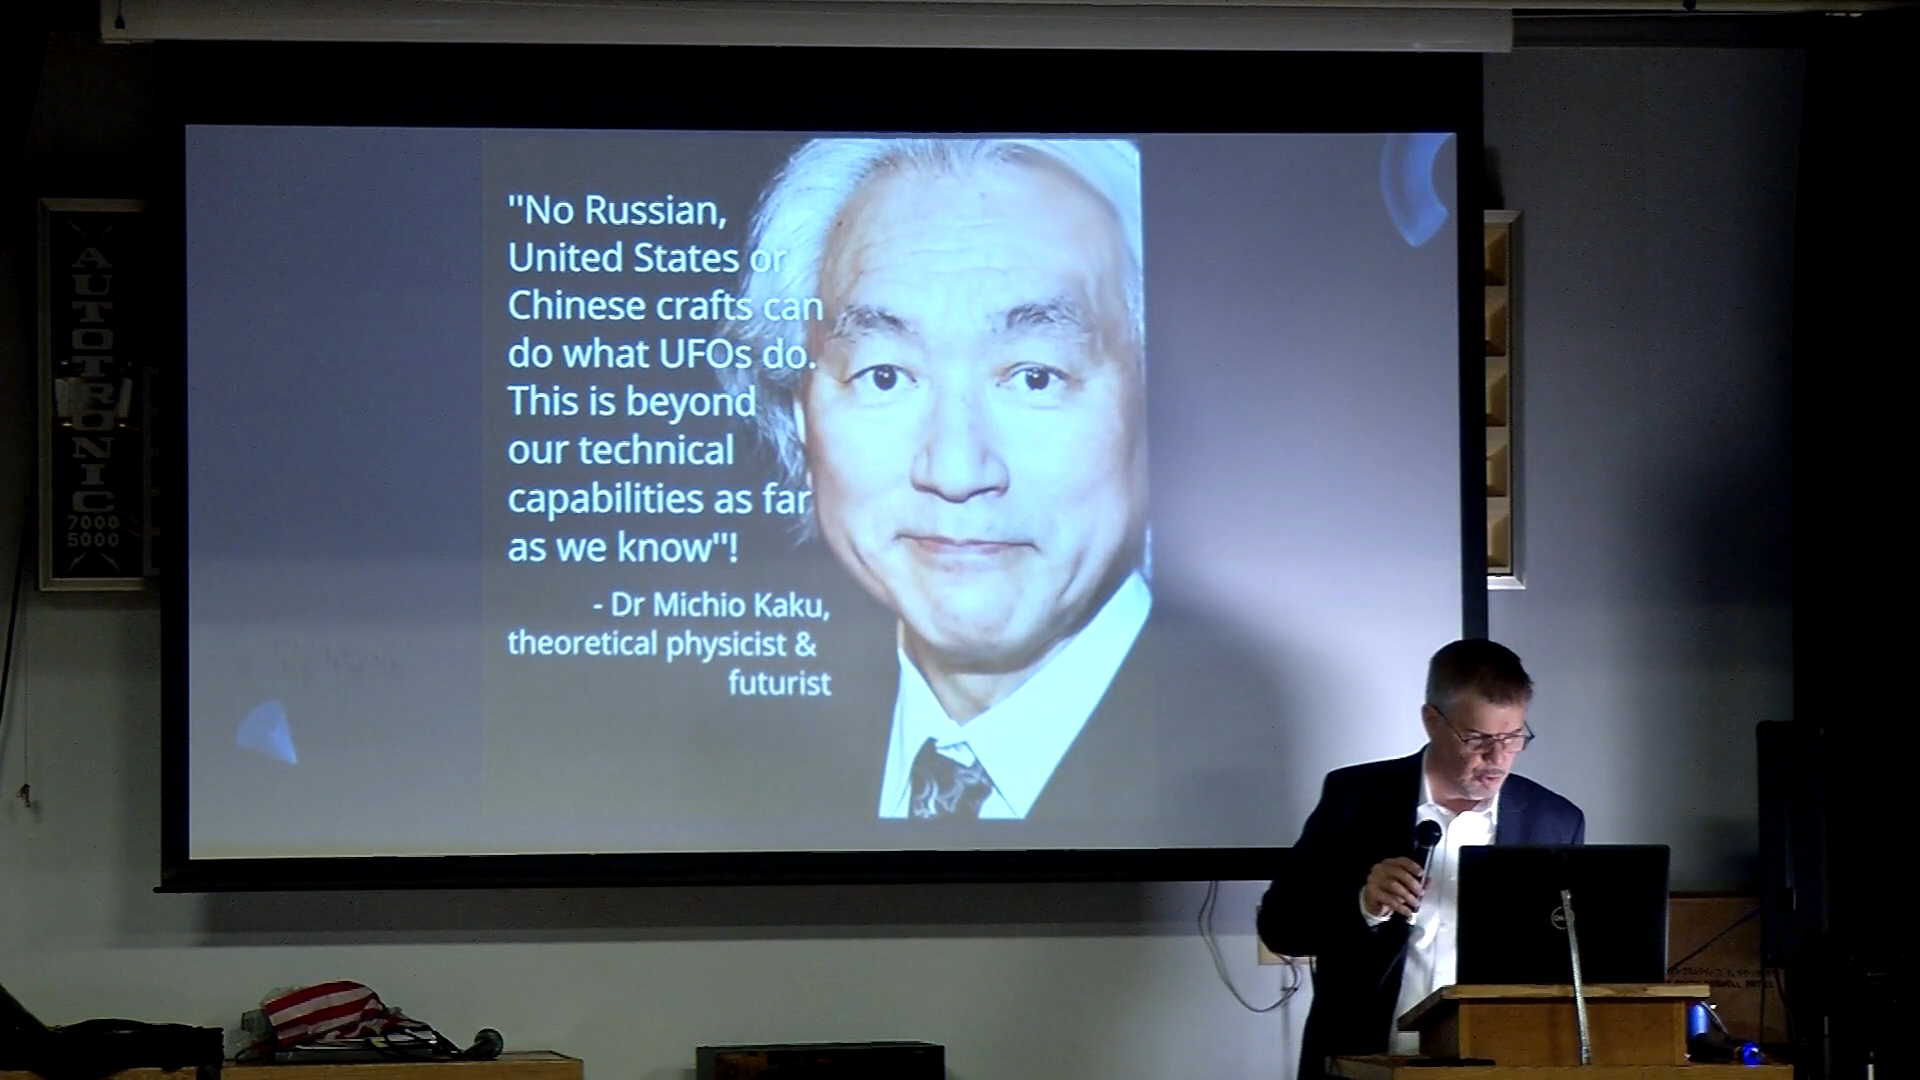 "No Russian,
United States or
Chinese crafts can
do what UFOs do.
This is beyond
our technical
capabilities as far
as we know"!
- Dr Michio Kaku,
theoretical physicist &
futurist
AUTOTRONIC
7000
5000
DELL